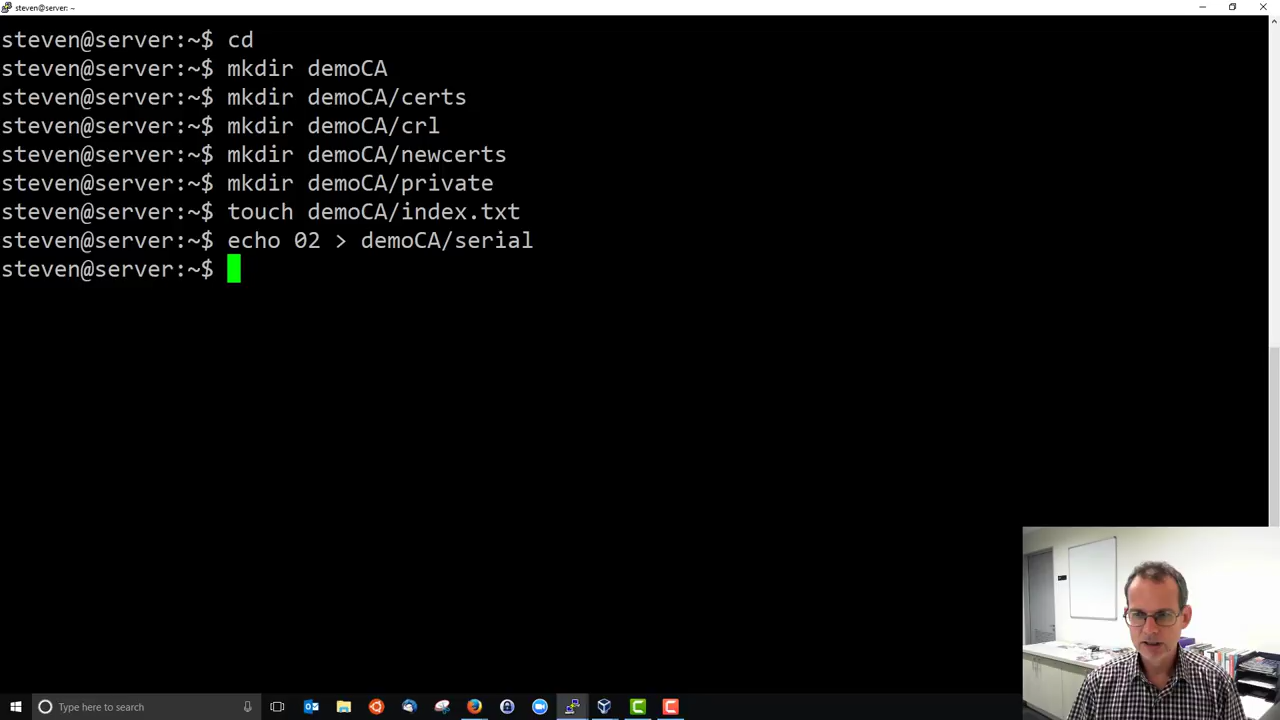 steven@server: ~
steven@server:~$ cd
steven@server:~$ mkdir demoCA
steven@server:~$ mkdir demoCA/certs
steven@server:~$ mkdir demoCA/crl
steven@server:~$ mkdir demoCA/newcerts
steven@server:~$ mkdir demoCA/private
steven@server:~$ touch demoCA/index.txt
steven@server:~$ echo 02 > demoCA/serial
steven@server:~$
Type here to search